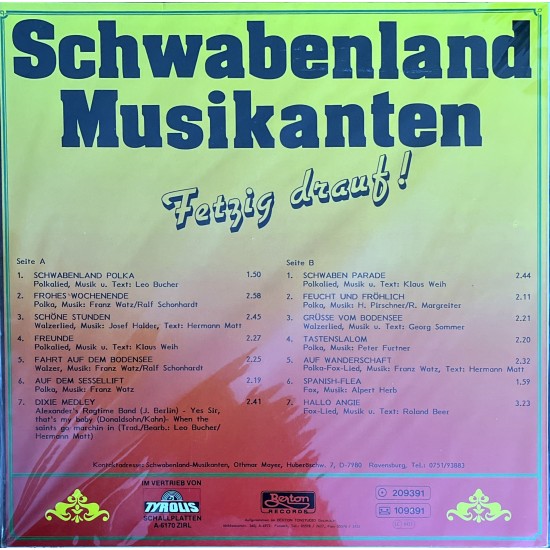 Schwabenland
Musikanten
Fetzig drauf!
Seite A
1. SCHWABENLAND POLKA 1.50
Polkalied, Musik u. Text: Leo Bucher
2. FROHES WOCHENENDE 2.58
Polka, Musik: Franz Watz/Ralf Schonhardt
3. SCHÖNE STUNDEN 2.45
Walzerlied, Musik: Josef Halder, Text: Hermann Matt
4. FREUNDE 2.27
Polkalied, Musik u. Text: Klaus Weih
5. FAHRT AUF DEM BODENSEE 2.25
Walzer, Musik: Franz Watz/Ralf Schonhardt
6. AUF DEM SESSELLIFT 2.19
Polka, Musik: Franz Watz
7. DIXIE MEDLEY 2.41
Alexander's Ragtime Band (J. Berlin) - Yes Sir,
that's my baby (Donaldsohn/Kahn)- When the
saints go marchin in (Trad./Bearb.: Leo Bucher/
Hermann Matt)
Seite B
1. SCHWABEN PARADE 2.44
Polkalied, Musik u. Text: Klaus Weih
2. FEUCHT UND FRÖHLICH 2.11
Polka, Musik: H. Pirschner/R. Margreiter
3. GRÜSSE VOM BODENSEE 2.21
Walzerlied, Musik u. Text: Georg Sommer
4. TASTENSLALOM 2.20
Polka, Musik: Peter Furtner
5. AUF WANDERSCHAFT 2.32
Polka-Fox-Lied, Musik: Franz Watz, Text: Hermann Matt
6. SPANISH-FLEA 1.59
Fox, Musik: Alpert Herb
7. HALLO ANGIE 3.23
Fox-Lied, Musik u. Text: Roland Beer
Kontaktadresse: Schwabenland-Musikanten, Othmar Mayer, Huberöschw. 7, D-7980 Ravensburg, Tel.: 0751/93883
IM VERTRIEB VON
TYROLIS
SCHALLPLATTEN
A-6170 ZIRL
Berton
RECORDS
209391
109391